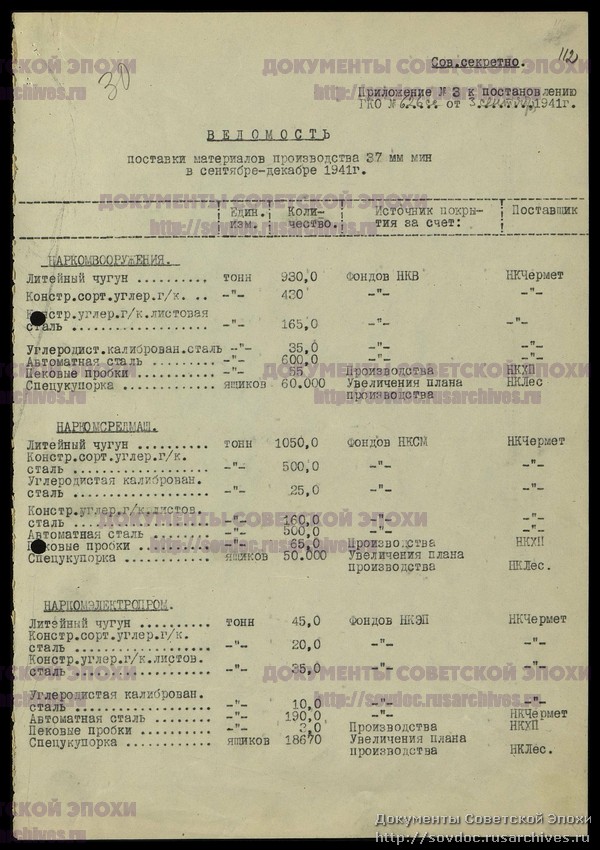 112
Сов.секретно.
30
Приложение № 3 к постановлению
ГКО № от 3 1941г.
ВЕДОМОСТЬ
поставки материалов производства 37 мм мин
в сентябре-декабре 1941г.
Един. изм. Коли-чество. Источник покры-тия за счет: Поставщик
НАРКОМВООРУЖЕНИЯ.
Литейный чугун .......... тонн 930,0 Фондов НКВ НКЧермет
Констр.сорт.углер.г/к. .. -"- 430 -"- -"-
Констр.углер.г/к.листовая
сталь .................. -"- 165,0 -"- -"-
Углеродист.калиброван.сталь -"- 35,0 -"- -"-
Автоматная сталь ....... -"- 600,0 -"- -"-
Пековые пробки ......... -"- 55 Производства НКХП
Спецукупорка ............ ящиков 60.000 Увеличения плана НКЛес
производства
НАРКОМСРЕДМАШ.
Литейный чугун .......... тонн 1050,0 Фондов НКСМ НКЧермет
Констр.сорт.углер.г/к.
сталь .................. -"- 500,0 -"- -"-
Углеродистая калиброван.
сталь .................. -"- 25,0 -"- -"-
Констр.углер.г/к.листов.
сталь .................. -"- 160,0 -"- -"-
Автоматная сталь ....... -"- 500,0 -"- -"-
Пековые пробки ......... -"- 65,0 Производства НКХП
Спецукупорка ............ ящиков 50.000 Увеличения плана
производства НКЛес.
НАРКОМЭЛЕКТРОПРОМ.
Литейный чугун .......... тонн 45,0 Фондов НКЭП НКЧермет
Констр.сорт.углер.г/к.
сталь .................. -"- 20,0 -"- -"-
Констр.углер.г/к.листов.
сталь .................. -"- 35,0 -"- -"-
Углеродистая калиброван.
сталь .................. -"- 10,0 -"- -"-
Автоматная сталь ....... -"- 190,0 -"- НКЧермет
Пековые пробки ......... -"- 3,0 Производства НКХП
Спецукупорка ............ ящиков 18670 Увеличения плана
производства НКЛес.
Документы Советской Эпохи
http://sovdoc.rusarchives.ru